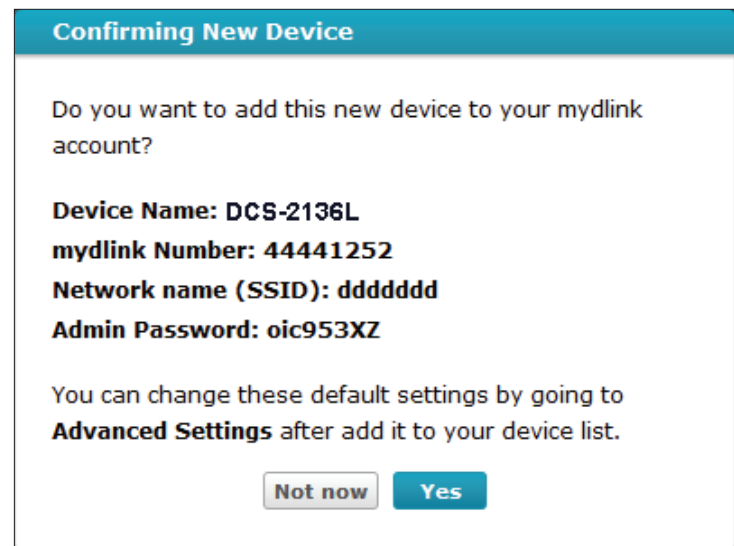 Confirming New Device
Do you want to add this new device to your mydlink
account?
Device Name: DCS-2136L
mydlink Number: 44441252
Network name (SSID): ddddddd
Admin Password: oic953XZ
You can change these default settings by going to
Advanced Settings after add it to your device list.
Not now Yes